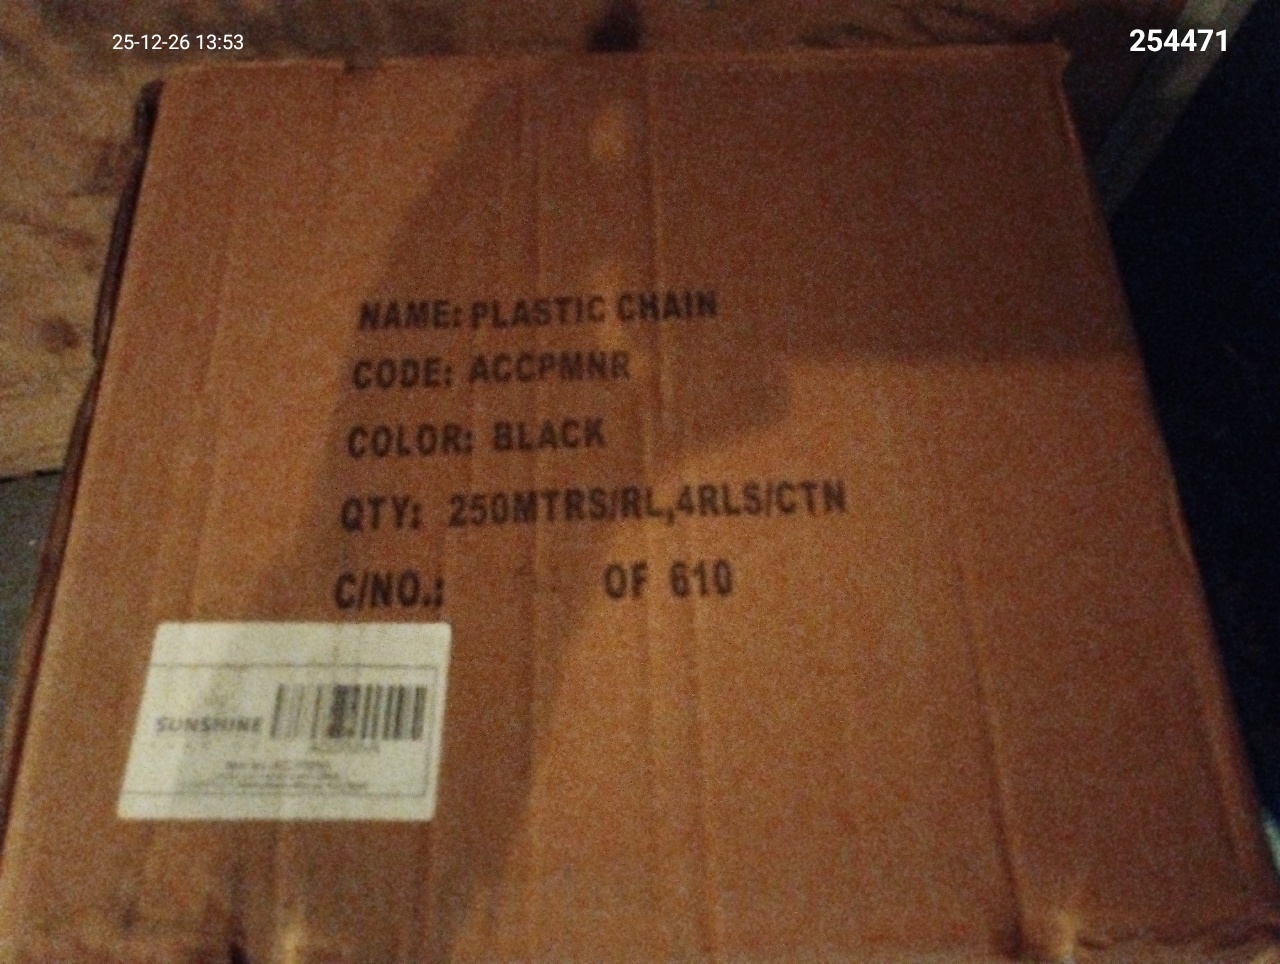 25-12-26 13:53
254471
NAME: PLASTIC CHAIN
CODE: ACCPMNR
COLOR: BLACK
QTY: 250MTRS/RL,4RLS/CTN
C/NO.: OF 610
SUNSHINE